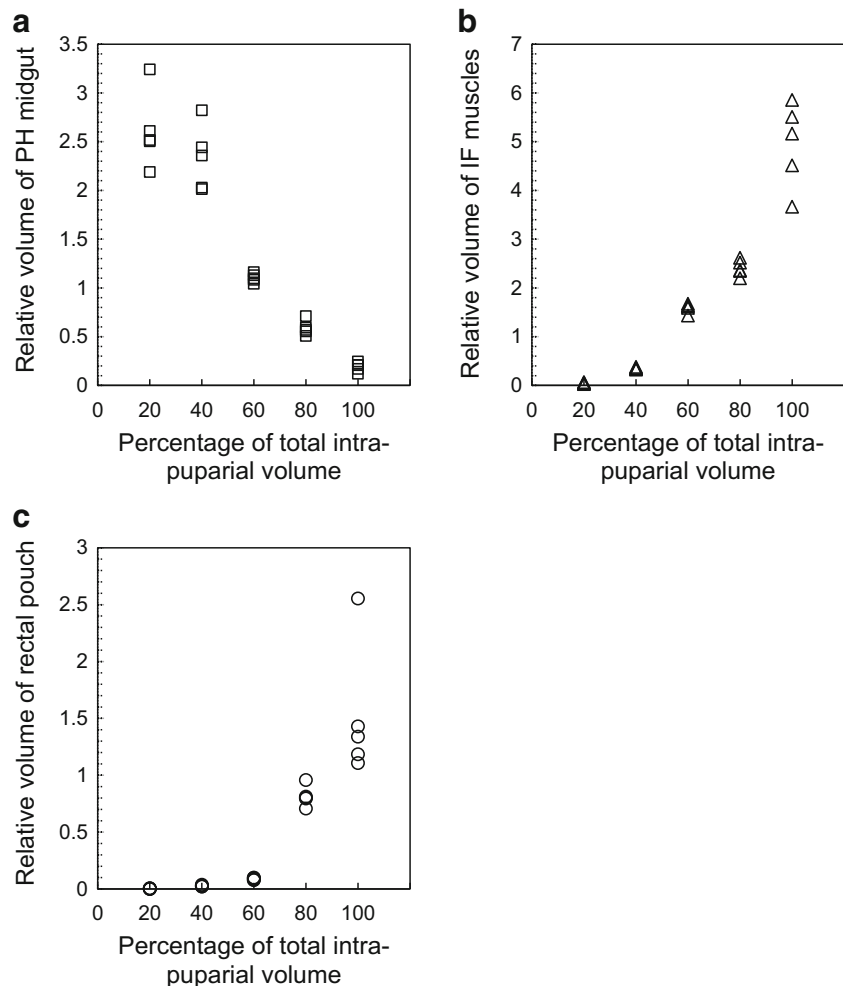 a
Relative volume of PH midgut
3.5
3
2.5
2
1.5
1
0.5
0
0 20 40 60 80 100
Percentage of total intra-
puparial volume
b
Relative volume of IF muscles
7
6
5
4
3
2
1
0
0 20 40 60 80 100
Percentage of total intra-
puparial volume
c
Relative volume of rectal pouch
3
2.5
2
1.5
1
0.5
0
0 20 40 60 80 100
Percentage of total intra-
puparial volume